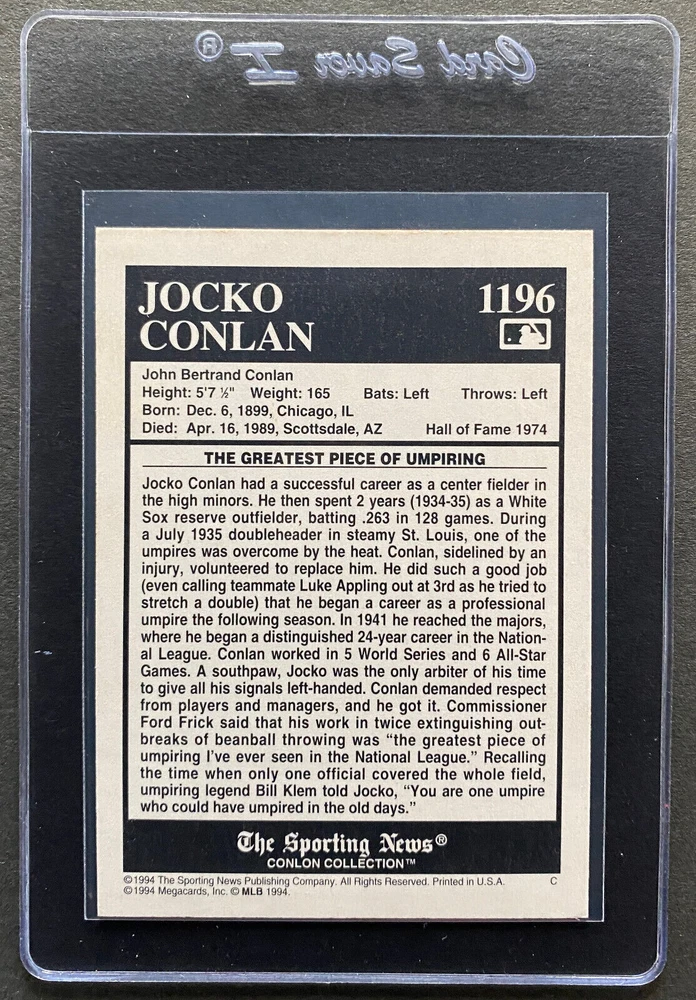 Card Saver I®
JOCKO
CONLAN
1196
John Bertrand Conlan
Height: 5'7 ½" Weight: 165 Bats: Left Throws: Left
Born: Dec. 6, 1899, Chicago, IL
Died: Apr. 16, 1989, Scottsdale, AZ Hall of Fame 1974
THE GREATEST PIECE OF UMPIRING
Jocko Conlan had a successful career as a center fielder in
the high minors. He then spent 2 years (1934-35) as a White
Sox reserve outfielder, batting .263 in 128 games. During
a July 1935 doubleheader in steamy St. Louis, one of the
umpires was overcome by the heat. Conlan, sidelined by an
injury, volunteered to replace him. He did such a good job
(even calling teammate Luke Appling out at 3rd as he tried to
stretch a double) that he began a career as a professional
umpire the following season. In 1941 he reached the majors,
where he began a distinguished 24-year career in the Nation-
al League. Conlan worked in 5 World Series and 6 All-Star
Games. A southpaw, Jocko was the only arbiter of his time
to give all his signals left-handed. Conlan demanded respect
from players and managers, and he got it. Commissioner
Ford Frick said that his work in twice extinguishing out-
breaks of beanball throwing was “the greatest piece of
umpiring I’ve ever seen in the National League.” Recalling
the time when only one official covered the whole field,
umpiring legend Bill Klem told Jocko, “You are one umpire
who could have umpired in the old days.”
The Sporting News®
CONLON COLLECTION™
©1994 The Sporting News Publishing Company. All Rights Reserved. Printed in U.S.A. C
©1994 Megacards, Inc. © MLB 1994.